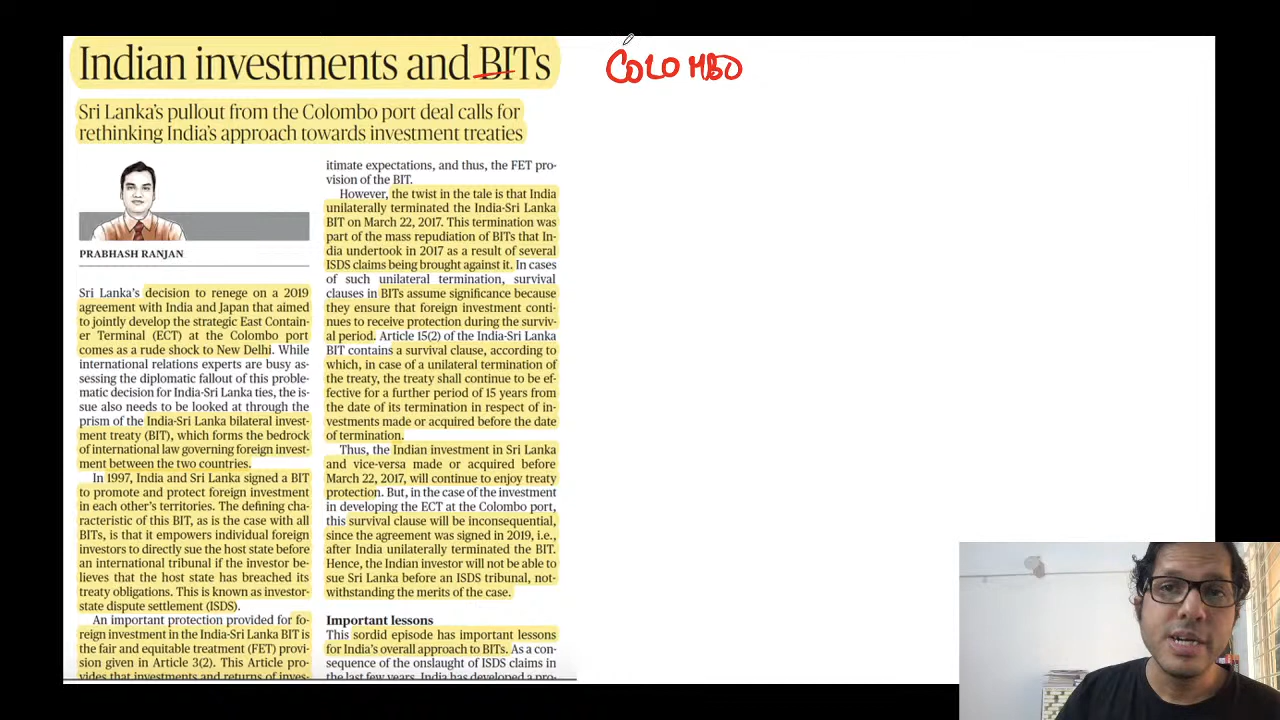 Indian investments and BITs
COLOMBO
Sri Lanka's pullout from the Colombo port deal calls for
rethinking India's approach towards investment treaties
PRABHASH RANJAN
Sri Lanka's decision to renege on a 2019
agreement with India and Japan that aimed
to jointly develop the strategic East Contain-
er Terminal (ECT) at the Colombo port
comes as a rude shock to New Delhi. While
international relations experts are busy as-
sessing the diplomatic fallout of this proble-
matic decision for India-Sri Lanka ties, the is-
sue also needs to be looked at through the
prism of the India-Sri Lanka bilateral invest-
ment treaty (BIT), which forms the bedrock
of international law governing foreign invest-
ment between the two countries.
In 1997, India and Sri Lanka signed a BIT
to promote and protect foreign investment
in each other's territories. The defining cha-
racteristic of this BIT, as is the case with all
BITs, is that it empowers individual foreign
investors to directly sue the host state before
an international tribunal if the investor be-
lieves that the host state has breached its
treaty obligations. This is known as investor-
state dispute settlement (ISDS).
An important protection provided for fo-
reign investment in the India-Sri Lanka BIT is
the fair and equitable treatment (FET) provi-
sion given in Article 3(2). This Article pro-
vides that investments and returns of inves-
itimate expectations, and thus, the FET pro-
vision of the BIT.
However, the twist in the tale is that India
unilaterally terminated the India-Sri Lanka
BIT on March 22, 2017. This termination was
part of the mass repudiation of BITs that In-
dia undertook in 2017 as a result of several
ISDS claims being brought against it. In cases
of such unilateral termination, survival
clauses in BITs assume significance because
they ensure that foreign investment conti-
nues to receive protection during the surviv-
al period. Article 15(2) of the India-Sri Lanka
BIT contains a survival clause, according to
which, in case of a unilateral termination of
the treaty, the treaty shall continue to be ef-
fective for a further period of 15 years from
the date of its termination in respect of in-
vestments made or acquired before the date
of termination.
Thus, the Indian investment in Sri Lanka
and vice-versa made or acquired before
March 22, 2017, will continue to enjoy treaty
protection. But, in the case of the investment
in developing the ECT at the Colombo port,
this survival clause will be inconsequential,
since the agreement was signed in 2019, i.e.,
after India unilaterally terminated the BIT.
Hence, the Indian investor will not be able to
sue Sri Lanka before an ISDS tribunal, not-
withstanding the merits of the case.
Important lessons
This sordid episode has important lessons
for India's overall approach to BITs. As a con-
sequence of the onslaught of ISDS claims in
the last few years, India has developed a pro-